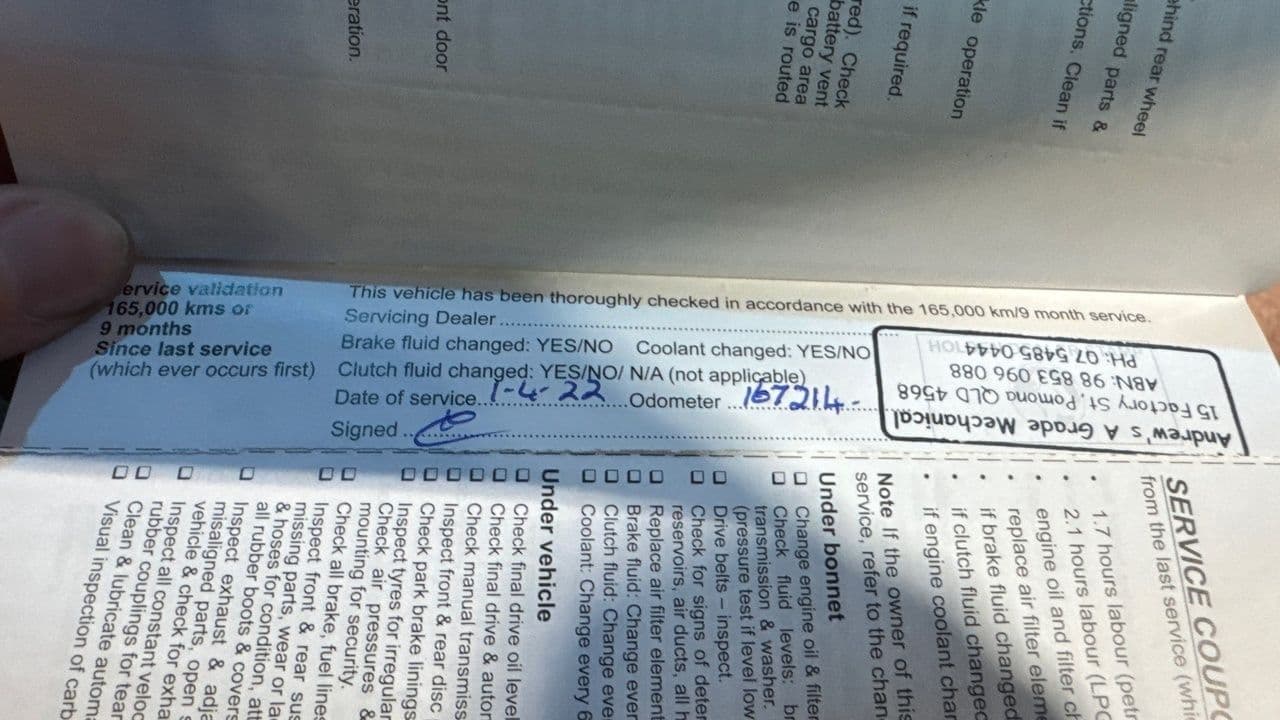 ehind rear wheel
aligned parts &
ctions. Clean if
kle operation
if required.
red). Check
battery vent
cargo area
e is routed
ont door
eration.
ervice validation
165,000 kms or
9 months
Since last service
(which ever occurs first)
This vehicle has been thoroughly checked in accordance with the 165,000 km/9 month service.
Servicing Dealer
Brake fluid changed: YES/NO Coolant changed: YES/NO
Clutch fluid changed: YES/NO/ N/A (not applicable)
Date of service 1-4-22 Odometer 167214-
Signed
Andrew's A Grade Mechanical
15 Factory St, Pomona QLD 4568
ABN: 98 853 096 088
PH: 07 5485 0444
SERVICE COUPO
from the last service (whi
• 1.7 hours labour (petr
• 2.1 hours labour (LPG
• engine oil and filter c
• replace air filter elem
• if brake fluid changed
• if clutch fluid changed
• if engine coolant chan
Note If the owner of this
service, refer to the chan
Under bonnet
Change engine oil & filter
Check fluid levels: br
transmission & washer.
(pressure test if level low
Drive belts – inspect.
Check for signs of deter
reservoirs, air ducts, all h
Replace air filter element
Brake fluid: Change ever
Clutch fluid: Change ever
Coolant: Change every 6
Under vehicle
Check final drive oil level
Check final drive & autor
Check manual transmiss
Inspect front & rear disc
Check park brake linings
Inspect tyres for irregular
Check air pressures &
mounting for security.
Check all brake, fuel lines
Inspect front & rear sus
missing parts, wear or la
& hoses for condition, att
all rubber boots & covers
Inspect exhaust & adja
misaligned parts, open s
vehicle & check for exha
Inspect all constant veloc
rubber couplings for tear
Clean & lubricate automa
Visual inspection of carb